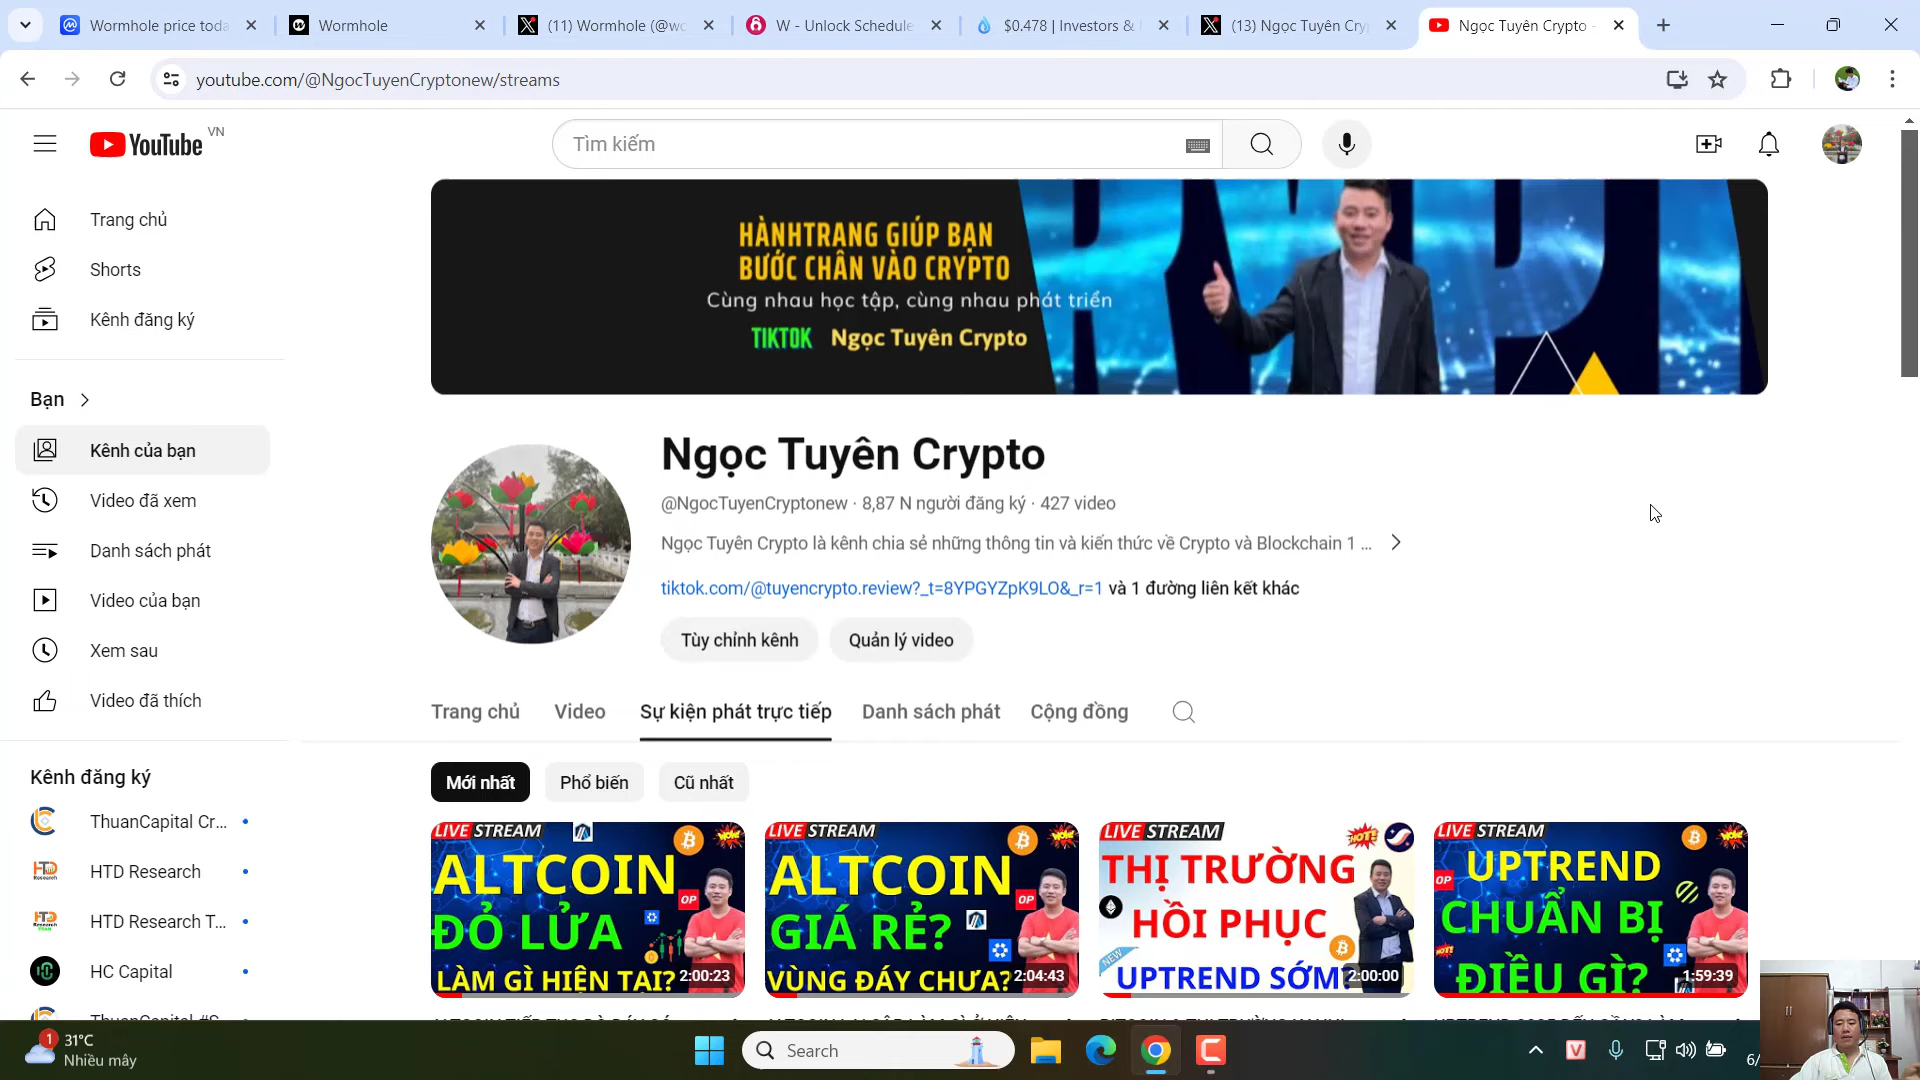 Wormhole price toda
Wormhole
(11) Wormhole (@wo
W - Unlock Schedule
$0.478 | Investors &
(13) Ngọc Tuyên Cry
Ngọc Tuyên Crypto -
youtube.com/@NgocTuyenCryptonew/streams
YouTube VN
Tìm kiếm
Trang chủ
Shorts
Kênh đăng ký
Bạn
Kênh của bạn
Video đã xem
Danh sách phát
Video của bạn
Xem sau
Video đã thích
Kênh đăng ký
ThuanCapital Cr...
HTD Research
HTD Research T...
HC Capital
HÀNHTRANG GIÚP BẠN
BƯỚC CHÂN VÀO CRYPTO
Cùng nhau học tập, cùng nhau phát triển
TIKTOK Ngọc Tuyên Crypto
Ngọc Tuyên Crypto
@NgocTuyenCryptonew · 8,87 N người đăng ký · 427 video
Ngọc Tuyên Crypto là kênh chia sẻ những thông tin và kiến thức về Crypto và Blockchain 1 ...
tiktok.com/@tuyencrypto.review?_t=8YPGYZpK9LO&_r=1 và 1 đường liên kết khác
Tùy chỉnh kênh
Quản lý video
Trang chủ
Video
Sự kiện phát trực tiếp
Danh sách phát
Cộng đồng
Mới nhất
Phổ biến
Cũ nhất
LIVE STREAM
ALTCOIN
OP
ĐỎ LỬA
LÀM GÌ HIỆN TẠI?
2:00:23
LIVE STREAM
WOW!
ALTCOIN
OP
GIÁ RẺ?
VÙNG ĐÁY CHƯA?
2:04:43
LIVE STREAM
HOT!
THỊ TRƯỜNG
HỒI PHỤC
NEW
UPTREND SỚM?
2:00:00
LIVE STREAM
WOW!
OP
UPTREND
CHUẨN BỊ
HOT!
ĐIỀU GÌ?
1:59:39
1
31°C
Nhiều mây
Search
V
6/